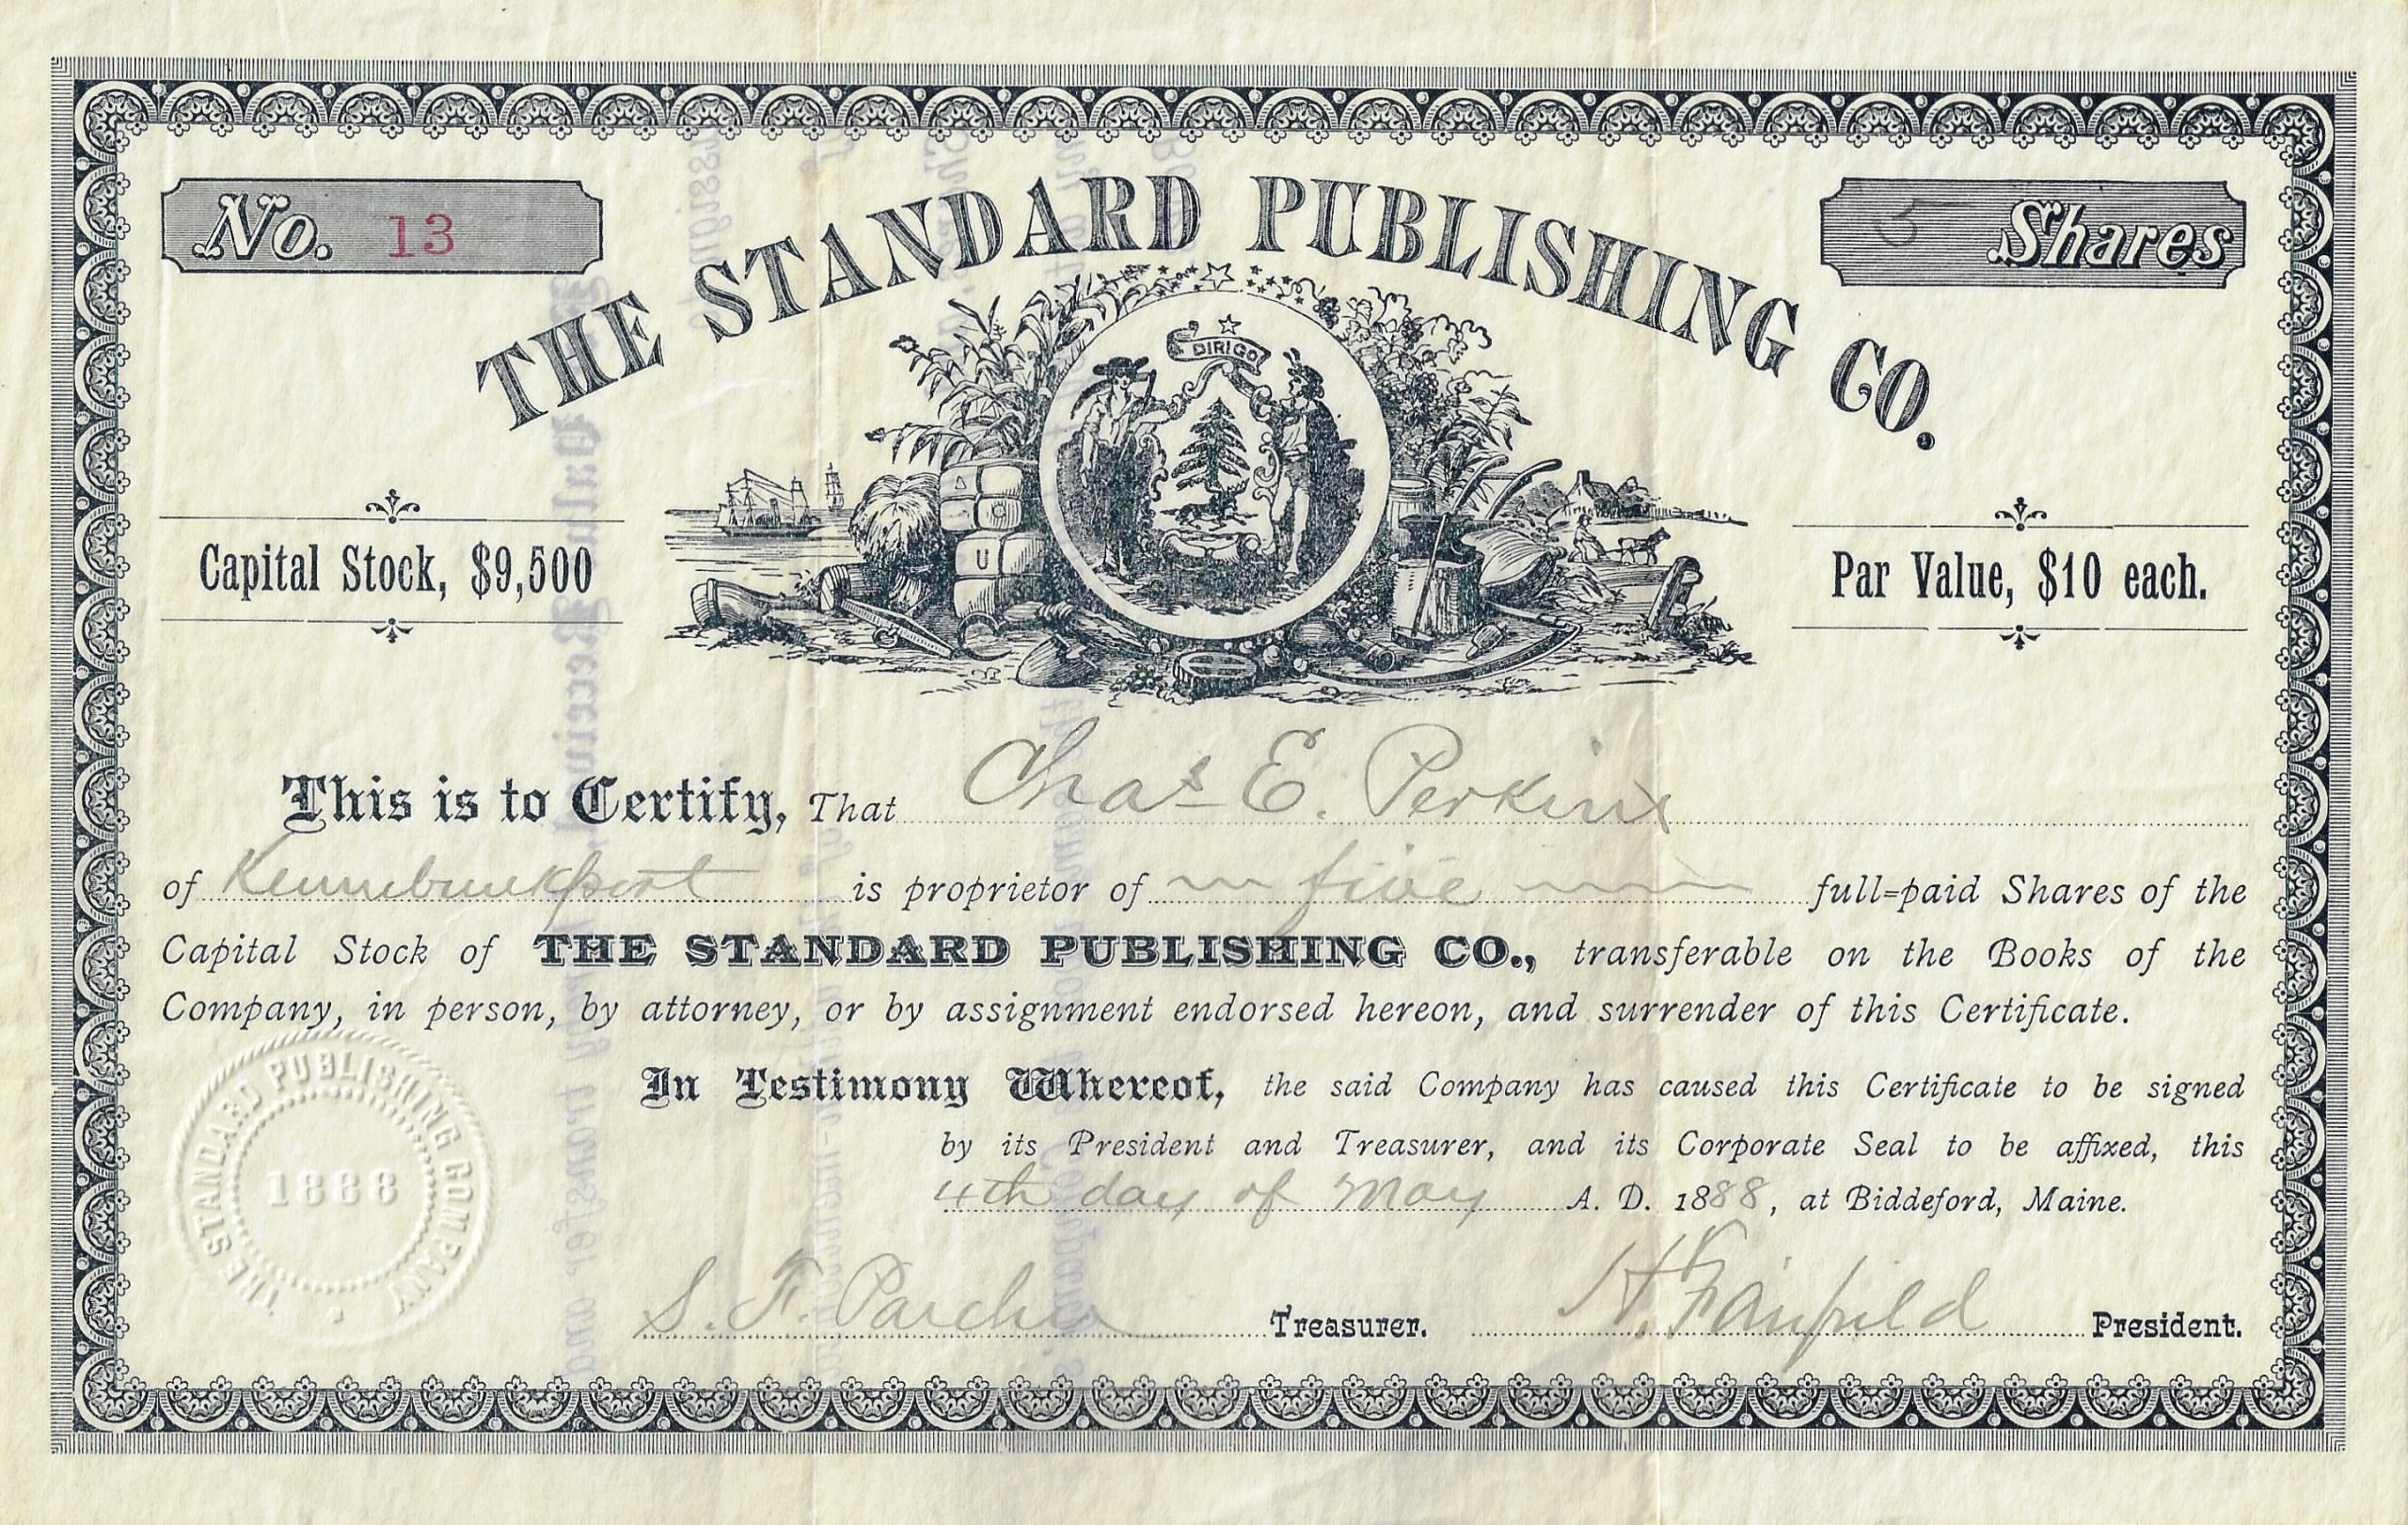 No. 13
5 Shares
THE STANDARD PUBLISHING CO.
DIRIGO
Capital Stock, $9,500
Par Value, $10 each.
U
This is to Certify, That Chas E. Perkins
of Kennebunkport is proprietor of five full=paid Shares of the
Capital Stock of THE STANDARD PUBLISHING CO., transferable on the Books of the
Company, in person, by attorney, or by assignment endorsed hereon, and surrender of this Certificate.
In Testimony Whereof, the said Company has caused this Certificate to be signed
by its President and Treasurer, and its Corporate Seal to be affixed, this
4th day of May A. D. 1888, at Biddeford, Maine.
THE STANDARD PUBLISHING COMPANY
1888
S. F. Parcher Treasurer. H. Fairfield President.